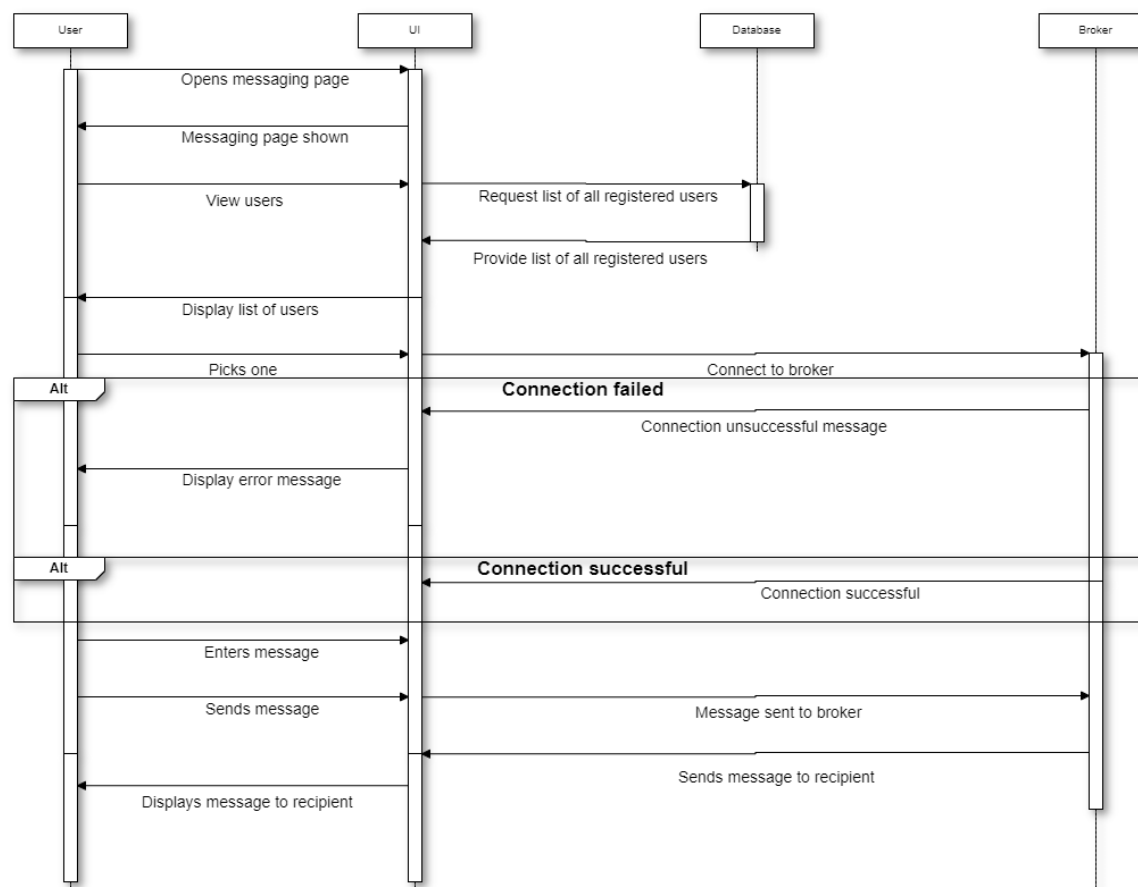 User
UI
Database
Broker
Opens messaging page
Messaging page shown
View users
Request list of all registered users
Provide list of all registered users
Display list of users
Picks one
Connect to broker
Alt
Connection failed
Connection unsuccessful message
Display error message
Alt
Connection successful
Connection successful
Enters message
Sends message
Message sent to broker
Sends message to recipient
Displays message to recipient